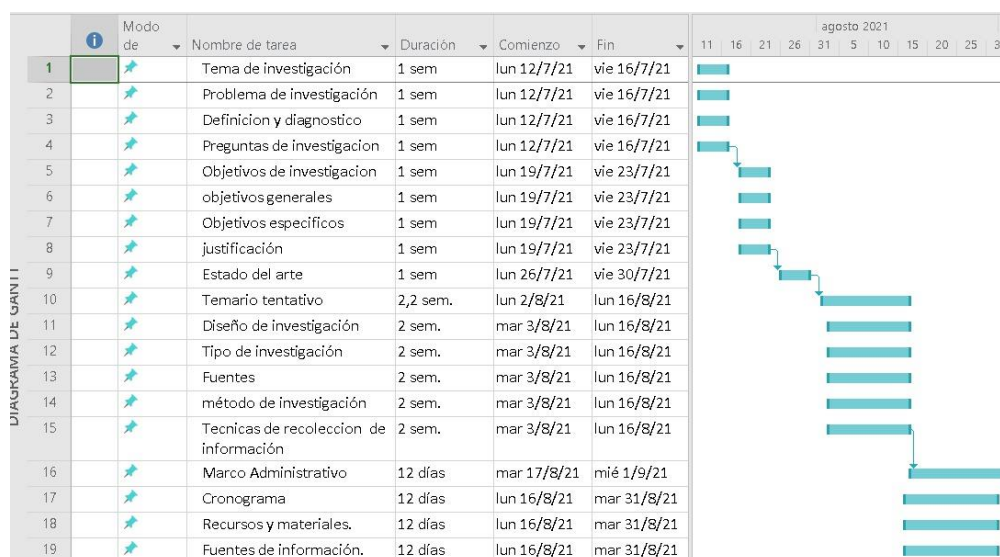 agosto 2021
Modo
de Nombre de tarea Duración Comienzo Fin 11 16 21 26 31 5 10 15 20 25 3
1 Tema de investigación 1 sem lun 12/7/21 vie 16/7/21
2 Problema de investigación 1 sem lun 12/7/21 vie 16/7/21
3 Definicion y diagnostico 1 sem lun 12/7/21 vie 16/7/21
4 Preguntas de investigacion 1 sem lun 12/7/21 vie 16/7/21
5 Objetivos de investigacion 1 sem lun 19/7/21 vie 23/7/21
6 objetivos generales 1 sem lun 19/7/21 vie 23/7/21
7 Objetivos especificos 1 sem lun 19/7/21 vie 23/7/21
8 justificación 1 sem lun 19/7/21 vie 23/7/21
9 Estado del arte 1 sem lun 26/7/21 vie 30/7/21
10 Temario tentativo 2,2 sem. lun 2/8/21 lun 16/8/21
11 Diseño de investigación 2 sem. mar 3/8/21 lun 16/8/21
12 Tipo de investigación 2 sem. mar 3/8/21 lun 16/8/21
13 Fuentes 2 sem. mar 3/8/21 lun 16/8/21
14 método de investigación 2 sem. mar 3/8/21 lun 16/8/21
15 Tecnicas de recoleccion de 2 sem. mar 3/8/21 lun 16/8/21
información
16 Marco Administrativo 12 días mar 17/8/21 mié 1/9/21
17 Cronograma 12 días lun 16/8/21 mar 31/8/21
18 Recursos y materiales. 12 días lun 16/8/21 mar 31/8/21
19 Fuentes de información. 12 días lun 16/8/21 mar 31/8/21
DIAGRAMA DE GANTT